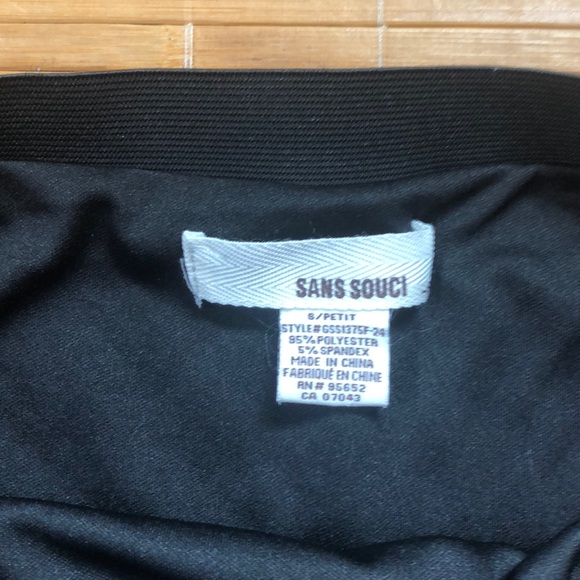 SANS SOUCI
S/PETIT
STYLE#GSS1375F-24
95% POLYESTER
5% SPANDEX
MADE IN CHINA
FABRIQUÉ EN CHINE
RN# 95652
CA 07043